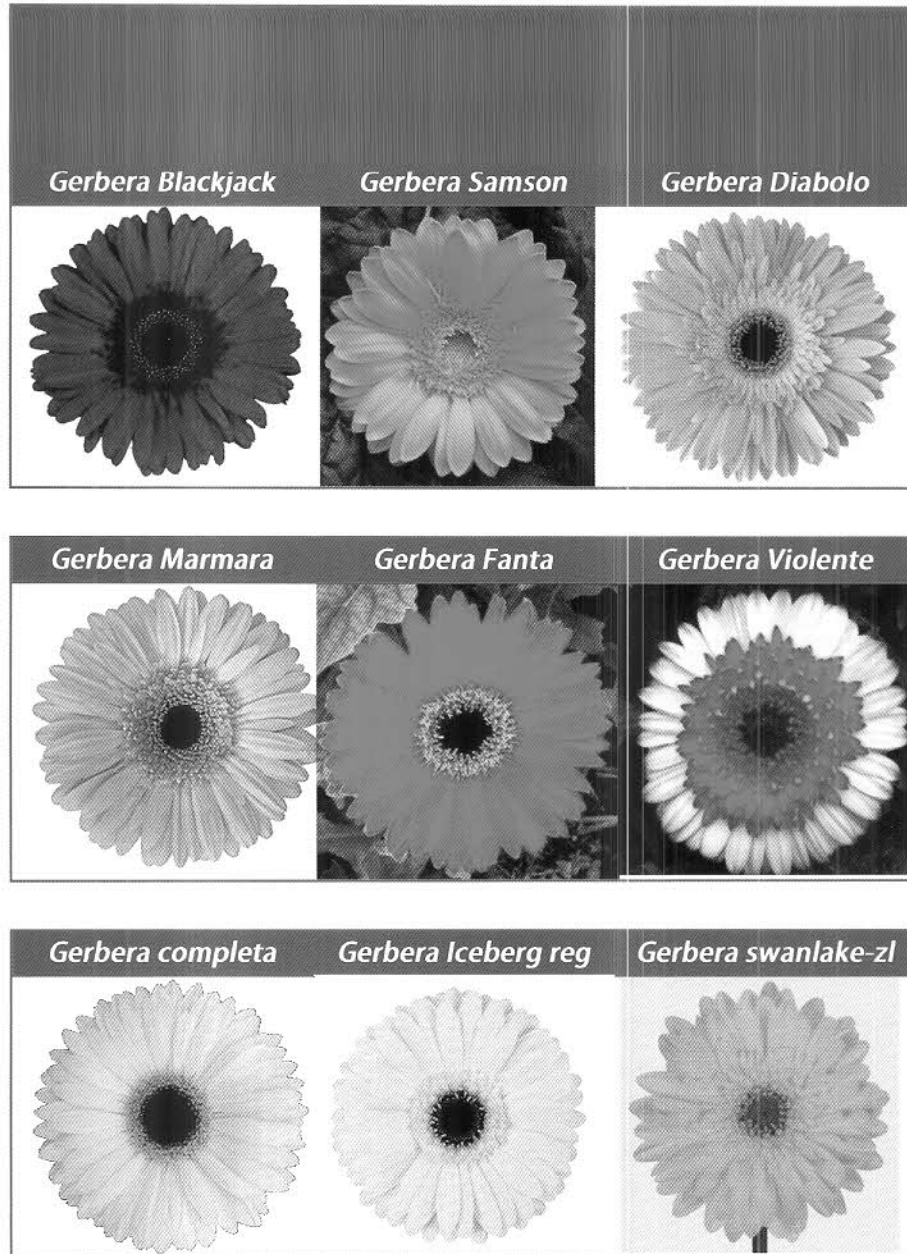 Gerbera Blackjack Gerbera Samson Gerbera Diabolo
Gerbera Marmara Gerbera Fanta Gerbera Violente
Gerbera completa Gerbera Iceberg reg Gerbera swanlake-zl